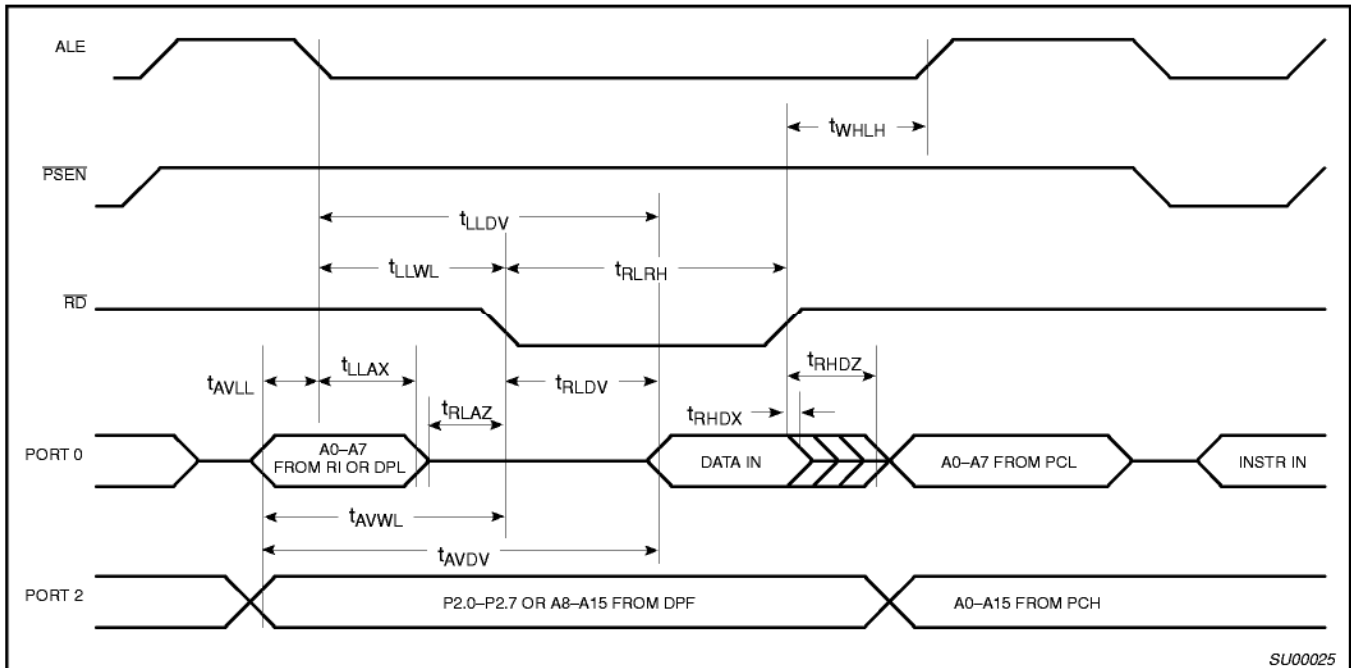 ALE
tWHLH
PSEN
tLLDV
tLLWL
tRLRH
RD
tAVLL
tLLAX
tRLAZ
tRLDV
tRHDZ
tRHDX
PORT 0
A0–A7
FROM RI OR DPL
DATA IN
A0–A7 FROM PCL
INSTR IN
tAVWL
tAVDV
PORT 2
P2.0–P2.7 OR A8–A15 FROM DPF
A0–A15 FROM PCH
SU00025